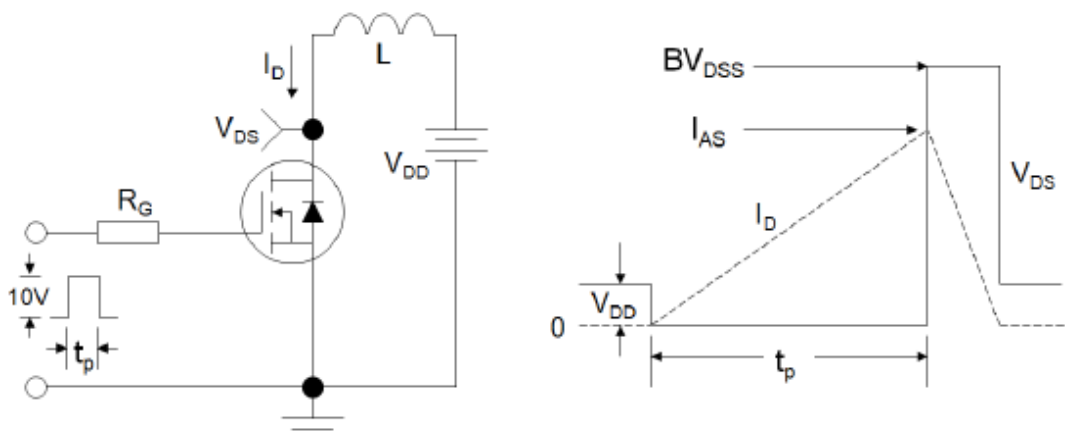 L
I_D
V_DS
V_DD
R_G
10V
t_p
BV_DSS
I_AS
V_DS
I_D
V_DD
0
t_p